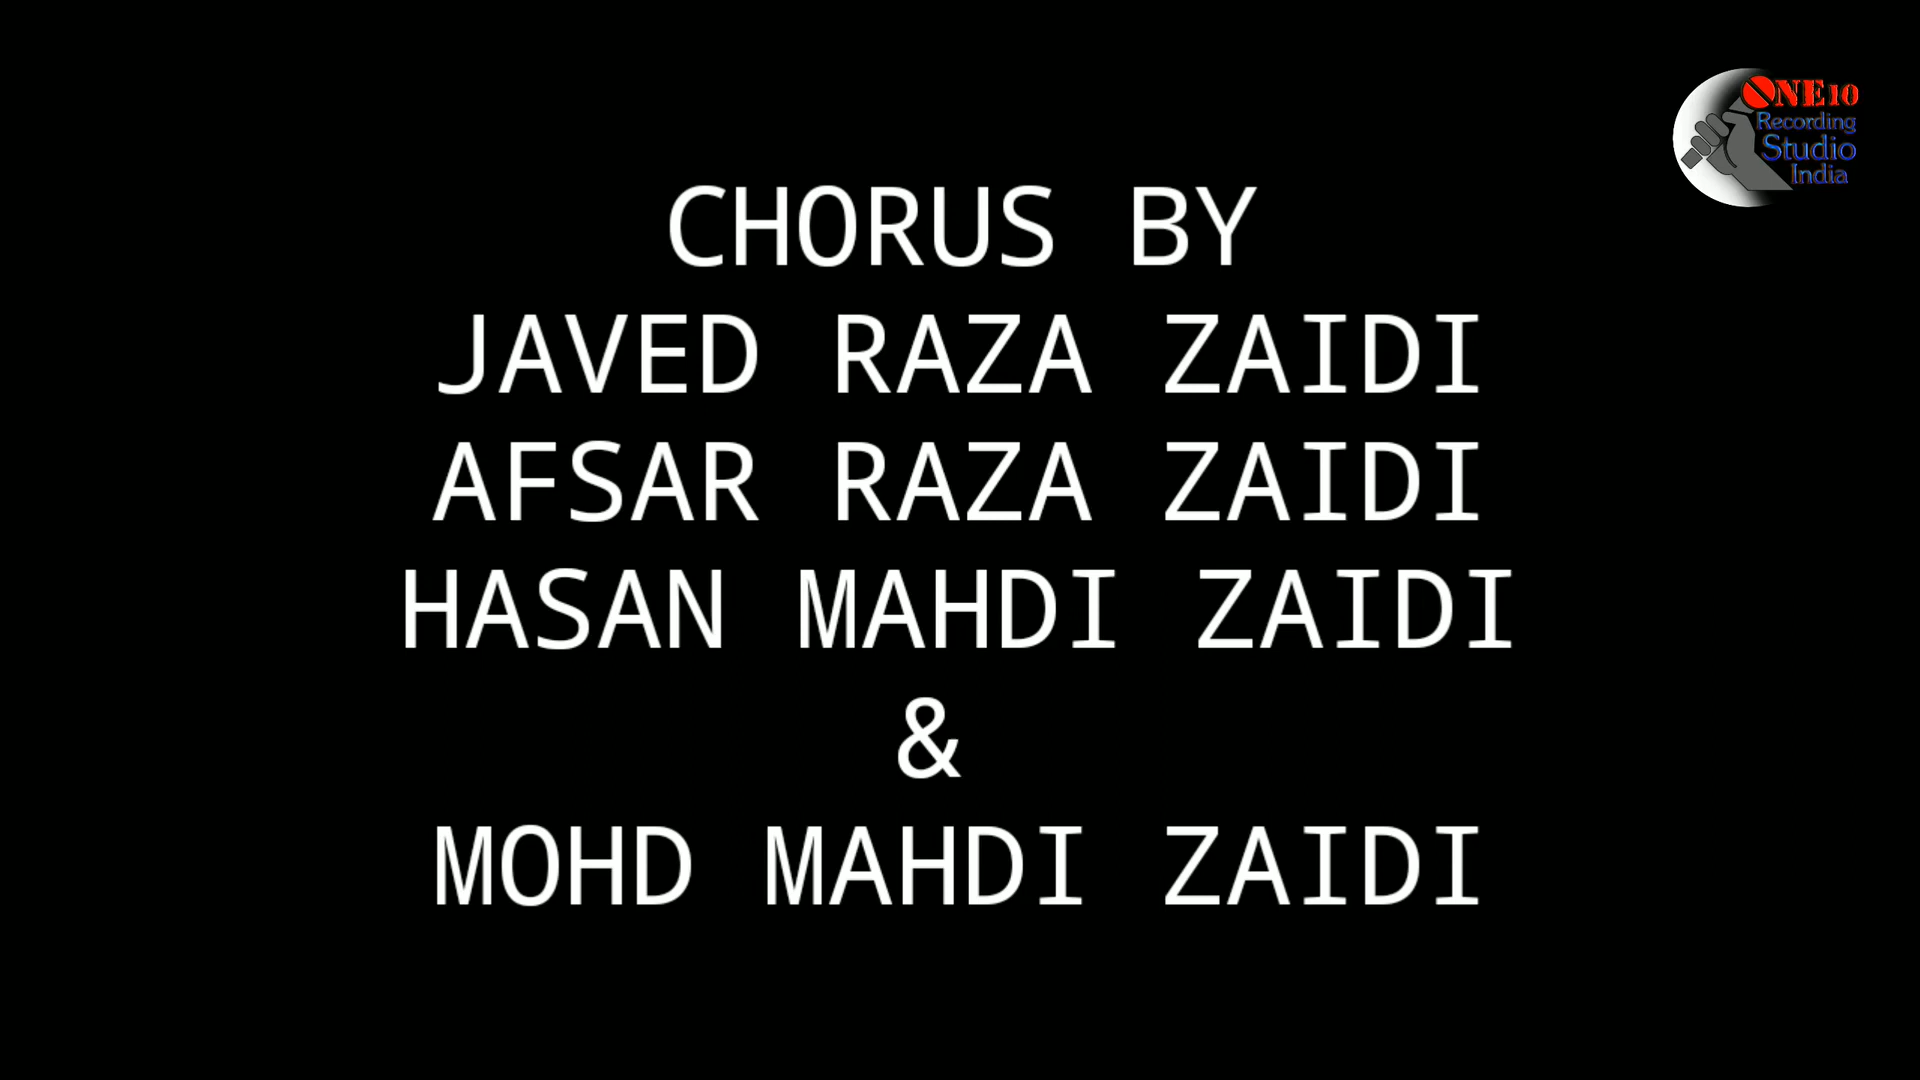 ONE10
Recording
Studio
India
CHORUS BY
JAVED RAZA ZAIDI
AFSAR RAZA ZAIDI
HASAN MAHDI ZAIDI
&
MOHD MAHDI ZAIDI